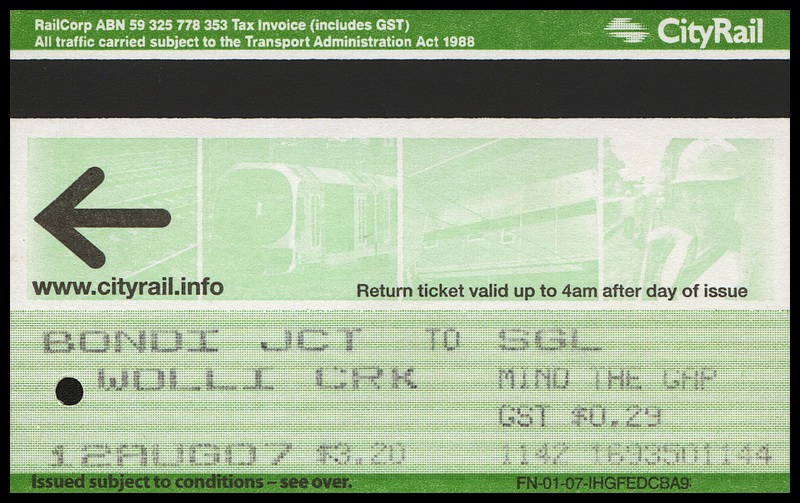 RailCorp ABN 59 325 778 353 Tax Invoice (includes GST)
All traffic carried subject to the Transport Administration Act 1988
CityRail
www.cityrail.info
Return ticket valid up to 4am after day of issue
BONDI JCT TO SGL
WOLLI CRK MIND THE GAP
GST $0.29
12AUG07 $3.20 1142 1693501144
Issued subject to conditions – see over.
FN-01-07-IHGFEDCBA9